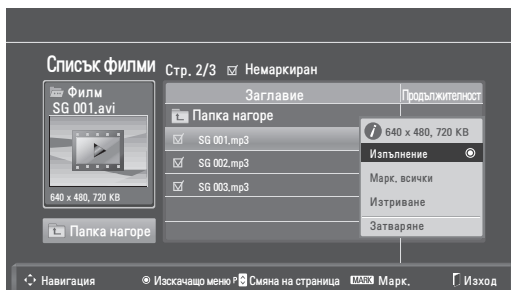 Списък филми
Стр. 2/3 Немаркиран
Филм
SG 001.avi
640 x 480, 720 KB
Папка нагоре
Заглавие Продължителност
Папка нагоре
SG 001.mp3
SG 002.mp3
SG 003.mp3
640 x 480, 720 KB
Изпълнение
Марк. всички
Изтриване
Затваряне
Навигация Изскачащо меню P Смяна на страница MARK Марк. Изход